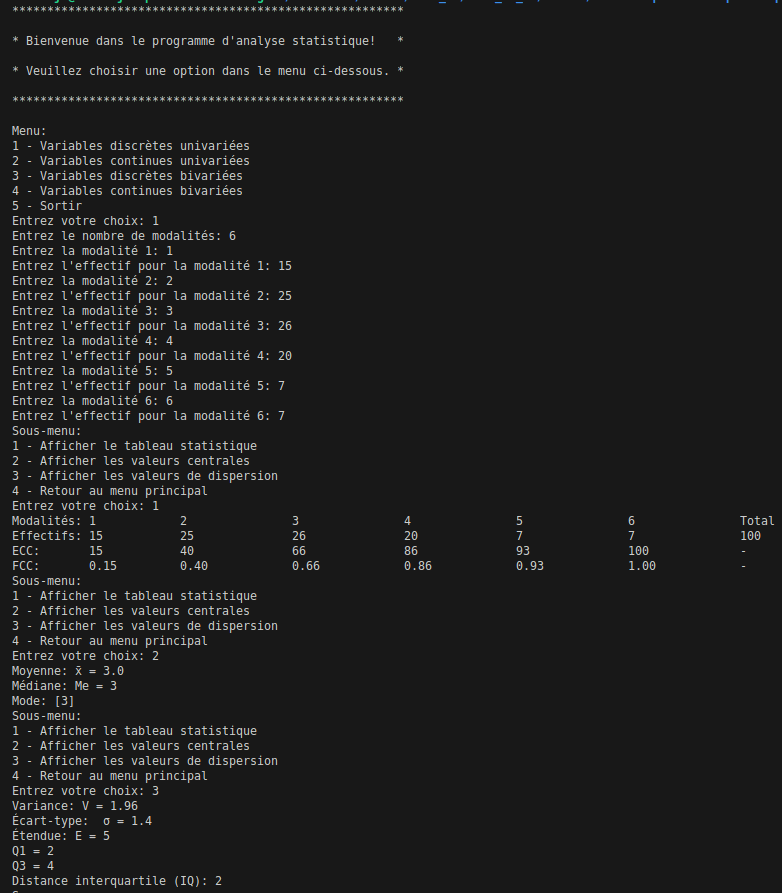 ********************************************************
* Bienvenue dans le programme d'analyse statistique!   *
* Veuillez choisir une option dans le menu ci-dessous. *
********************************************************
Menu:
1 - Variables discrètes univariées
2 - Variables continues univariées
3 - Variables discrètes bivariées
4 - Variables continues bivariées
5 - Sortir
Entrez votre choix: 1
Entrez le nombre de modalités: 6
Entrez la modalité 1: 1
Entrez l'effectif pour la modalité 1: 15
Entrez la modalité 2: 2
Entrez l'effectif pour la modalité 2: 25
Entrez la modalité 3: 3
Entrez l'effectif pour la modalité 3: 26
Entrez la modalité 4: 4
Entrez l'effectif pour la modalité 4: 20
Entrez la modalité 5: 5
Entrez l'effectif pour la modalité 5: 7
Entrez la modalité 6: 6
Entrez l'effectif pour la modalité 6: 7
Sous-menu:
1 - Afficher le tableau statistique
2 - Afficher les valeurs centrales
3 - Afficher les valeurs de dispersion
4 - Retour au menu principal
Entrez votre choix: 1
Modalités: 1 2 3 4 5 6 Total
Effectifs: 15 25 26 20 7 7 100
ECC: 15 40 66 86 93 100 -
FCC: 0.15 0.40 0.66 0.86 0.93 1.00 -
Sous-menu:
1 - Afficher le tableau statistique
2 - Afficher les valeurs centrales
3 - Afficher les valeurs de dispersion
4 - Retour au menu principal
Entrez votre choix: 2
Moyenne: x̄ = 3.0
Médiane: Me = 3
Mode: [3]
Sous-menu:
1 - Afficher le tableau statistique
2 - Afficher les valeurs centrales
3 - Afficher les valeurs de dispersion
4 - Retour au menu principal
Entrez votre choix: 3
Variance: V = 1.96
Écart-type:  σ = 1.4
Étendue: E = 5
Q1 = 2
Q3 = 4
Distance interquartile (IQ): 2